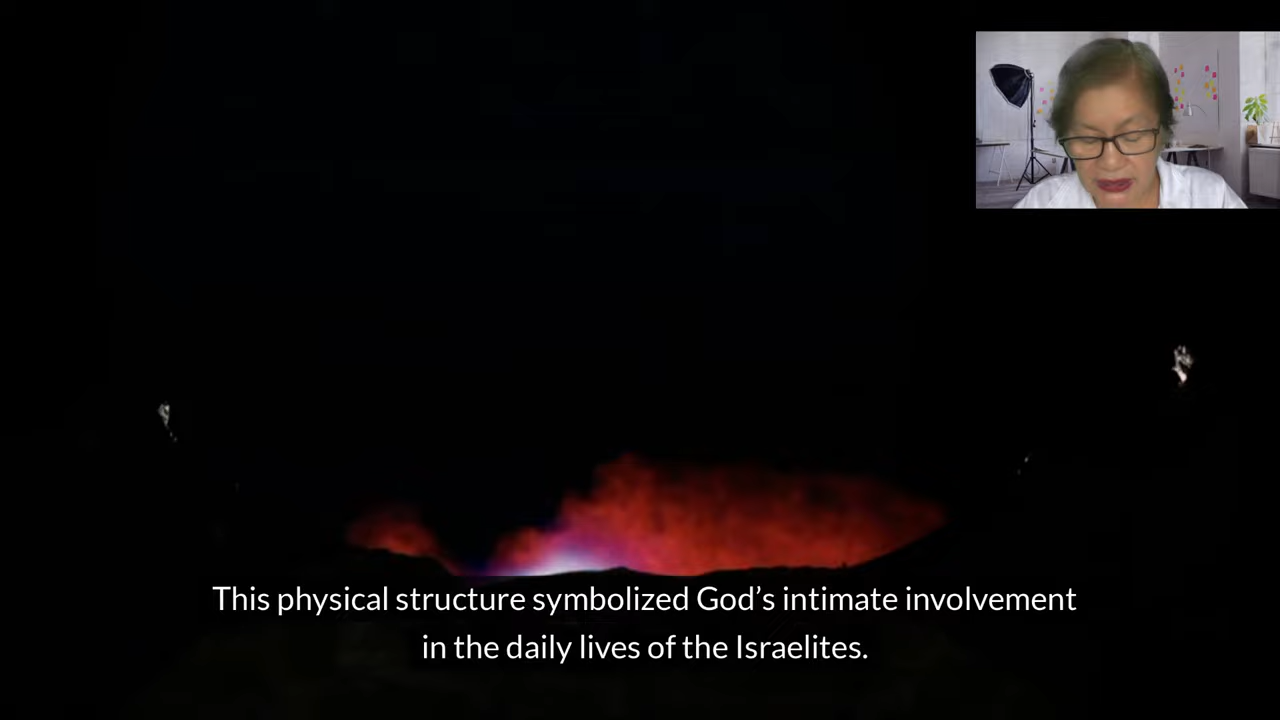 This physical structure symbolized God’s intimate involvement
in the daily lives of the Israelites.